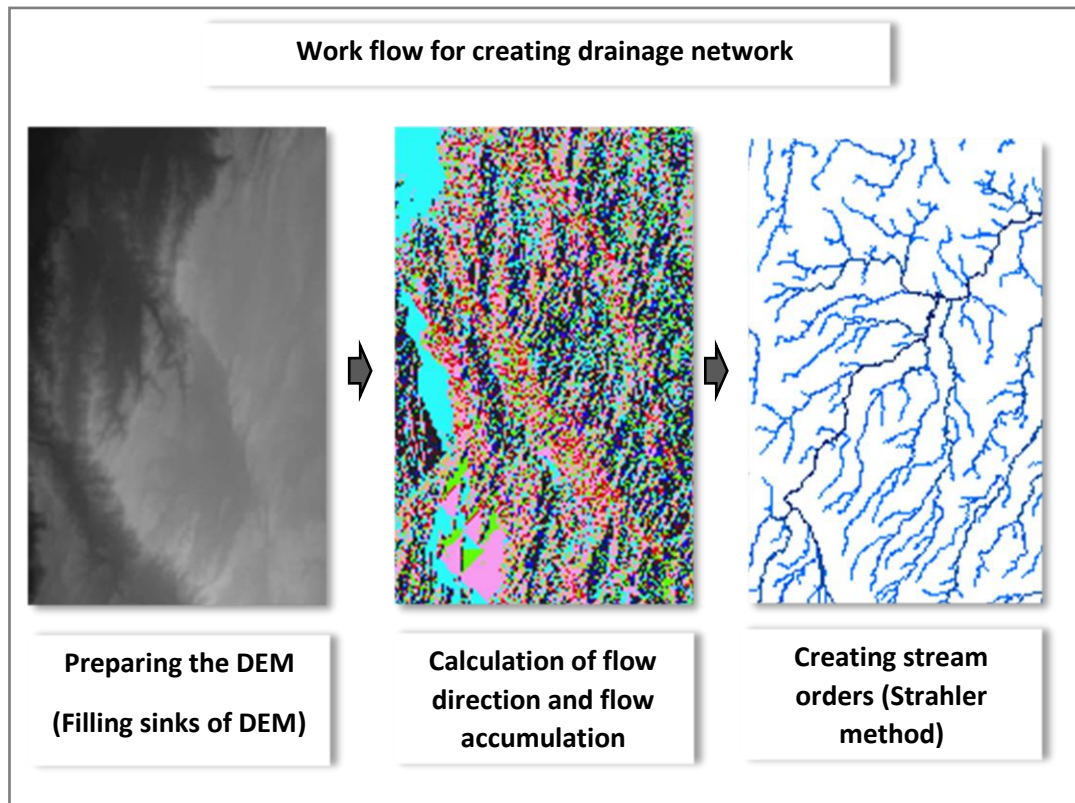 Work flow for creating drainage network
Preparing the DEM
(Filling sinks of DEM)
Calculation of flow
direction and flow
accumulation
Creating stream
orders (Strahler
method)